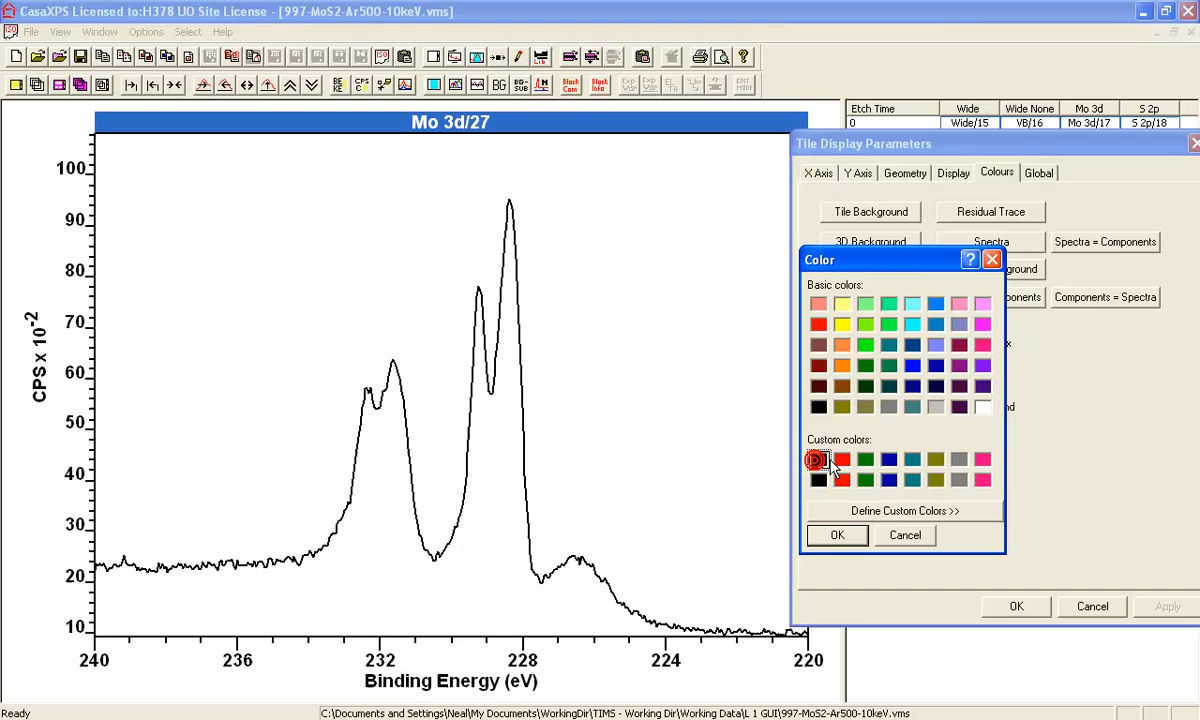 CasaXPS Licensed to:H378 UO Site License - [997-MoS2-Ar500-10keV.vms]
File View Window Options Select Help
Mo 3d/27
Etch Time Wide Wide None Mo 3d S 2p
0 Wide/15 VB/16 Mo 3d/17 S 2p/18
Tile Display Parameters
X Axis Y Axis Geometry Display Colours Global
Tile Background Residual Trace
3D Background Spectra Spectra = Components
ground
onents Components = Spectra
Color
Basic colors:
Custom colors:
Define Custom Colors >>
OK Cancel
OK Cancel Apply
CPS x 10-2
100
90
80
70
60
50
40
30
20
10
240 236 232 228 224 220
Binding Energy (eV)
Ready C:\Documents and Settings\Neal\My Documents\WorkingDir\TIMS - Working Dir\Working Data\L 1 GUI\997-MoS2-Ar500-10keV.vms